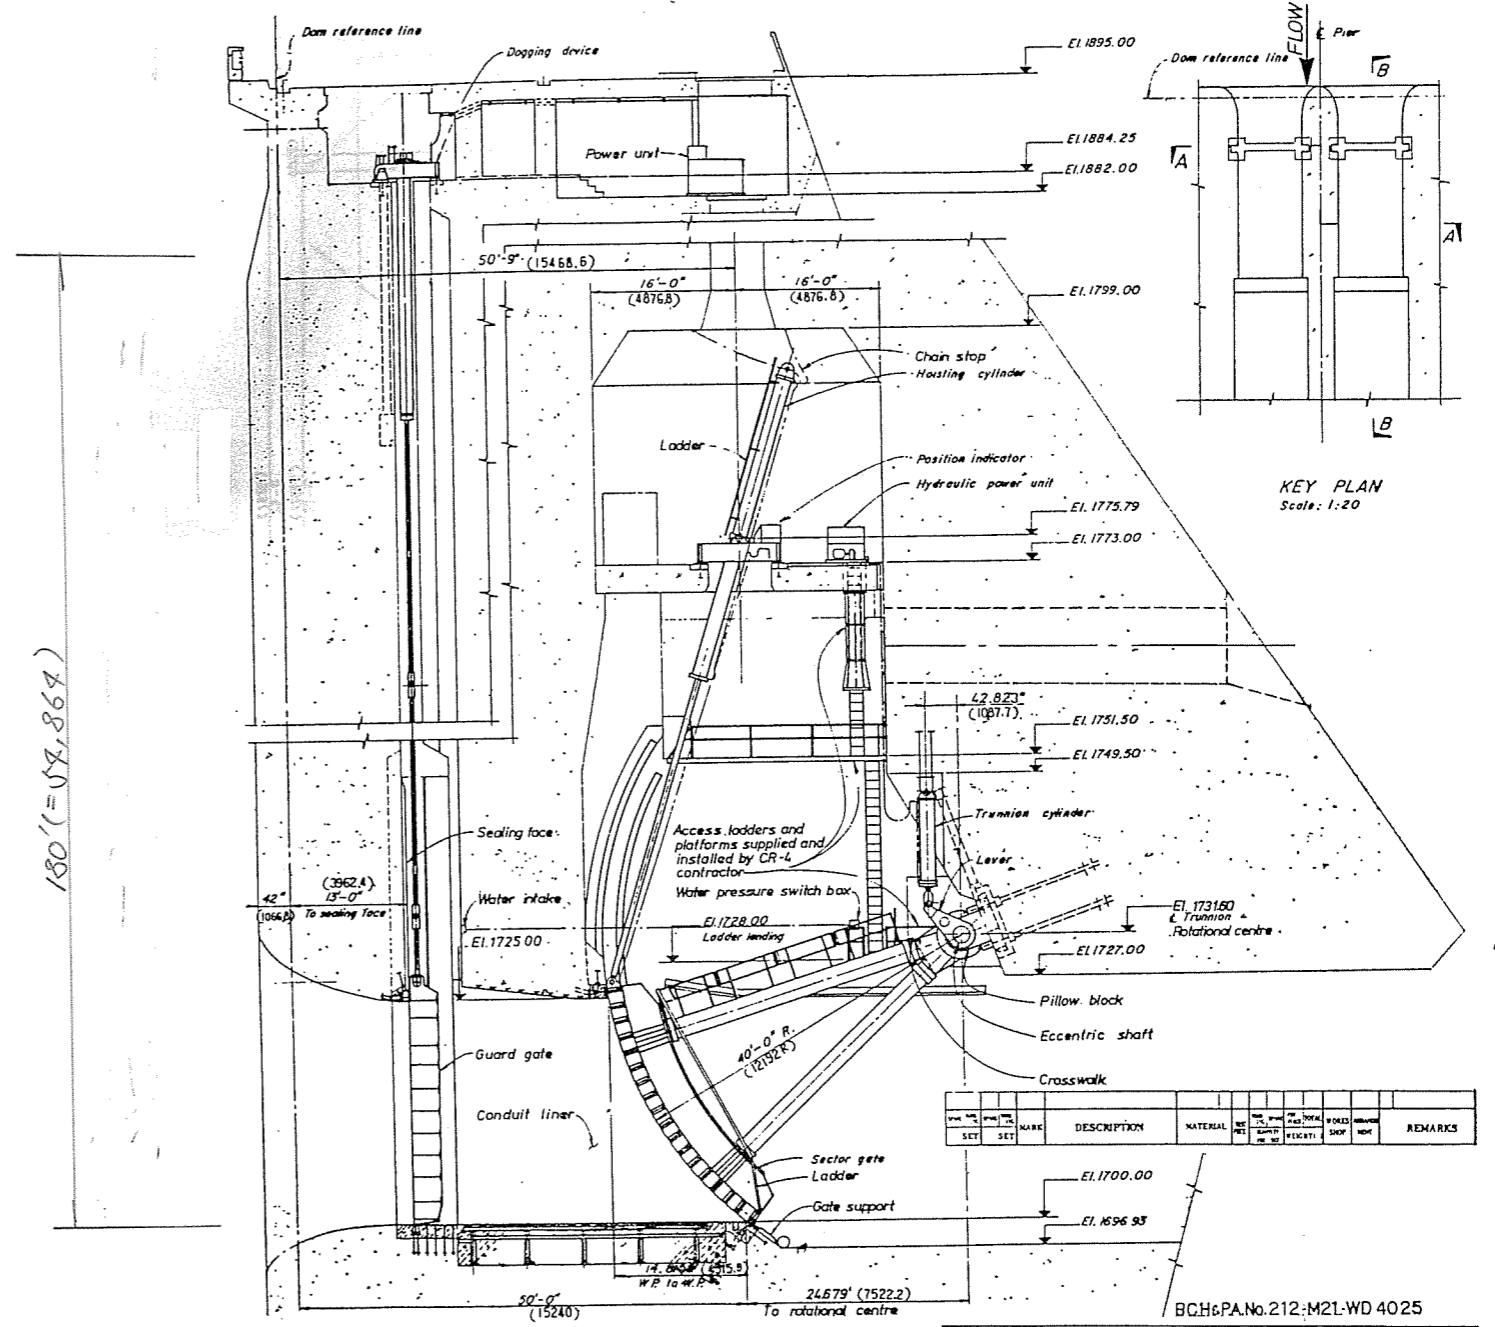 Dam reference line
Dogging device
El.1895.00
FLOW
℄ Pier
Dam reference line
B
El.1884.25
Power unit
El.1882.00
A
A
50'-9" (15468.6)
16'-0"
(4876.8)
16'-0"
(4876.8)
El.1799.00
Chain stop
Hoisting cylinder
B
Ladder
Position indicator
Hydraulic power unit
KEY PLAN
Scale: 1:20
El.1775.79
El.1773.00
180' (=54,864)
42.823"
(1087.7)
El.1751.50
El.1749.50
Trunnion cylinder
Sealing face
Access ladders and
platforms supplied and
installed by CR-4
contractor
Lever
(3962.4)
13'-0"
To sealing face
42"
(1066.8)
Water intake
Water pressure switch box
El.1728.00
Ladder landing
El.1731.60
℄ Trunnion &
Rotational centre
El.1725.00
El.1727.00
Pillow block
Eccentric shaft
40'-0" R.
(12192 R)
Guard gate
Crosswalk
Conduit liner
SET
SET
MARK
DESCRIPTION
MATERIAL
TOTAL
WORKS
SHOP
REMARKS
Sector gate
Ladder
El.1700.00
Gate support
El.1696.93
W.P. to W.P.
50'-0"
(15240)
24.679' (7522.2)
To rotational centre
B.C.H&P.A.No.212-M21-WD 4025